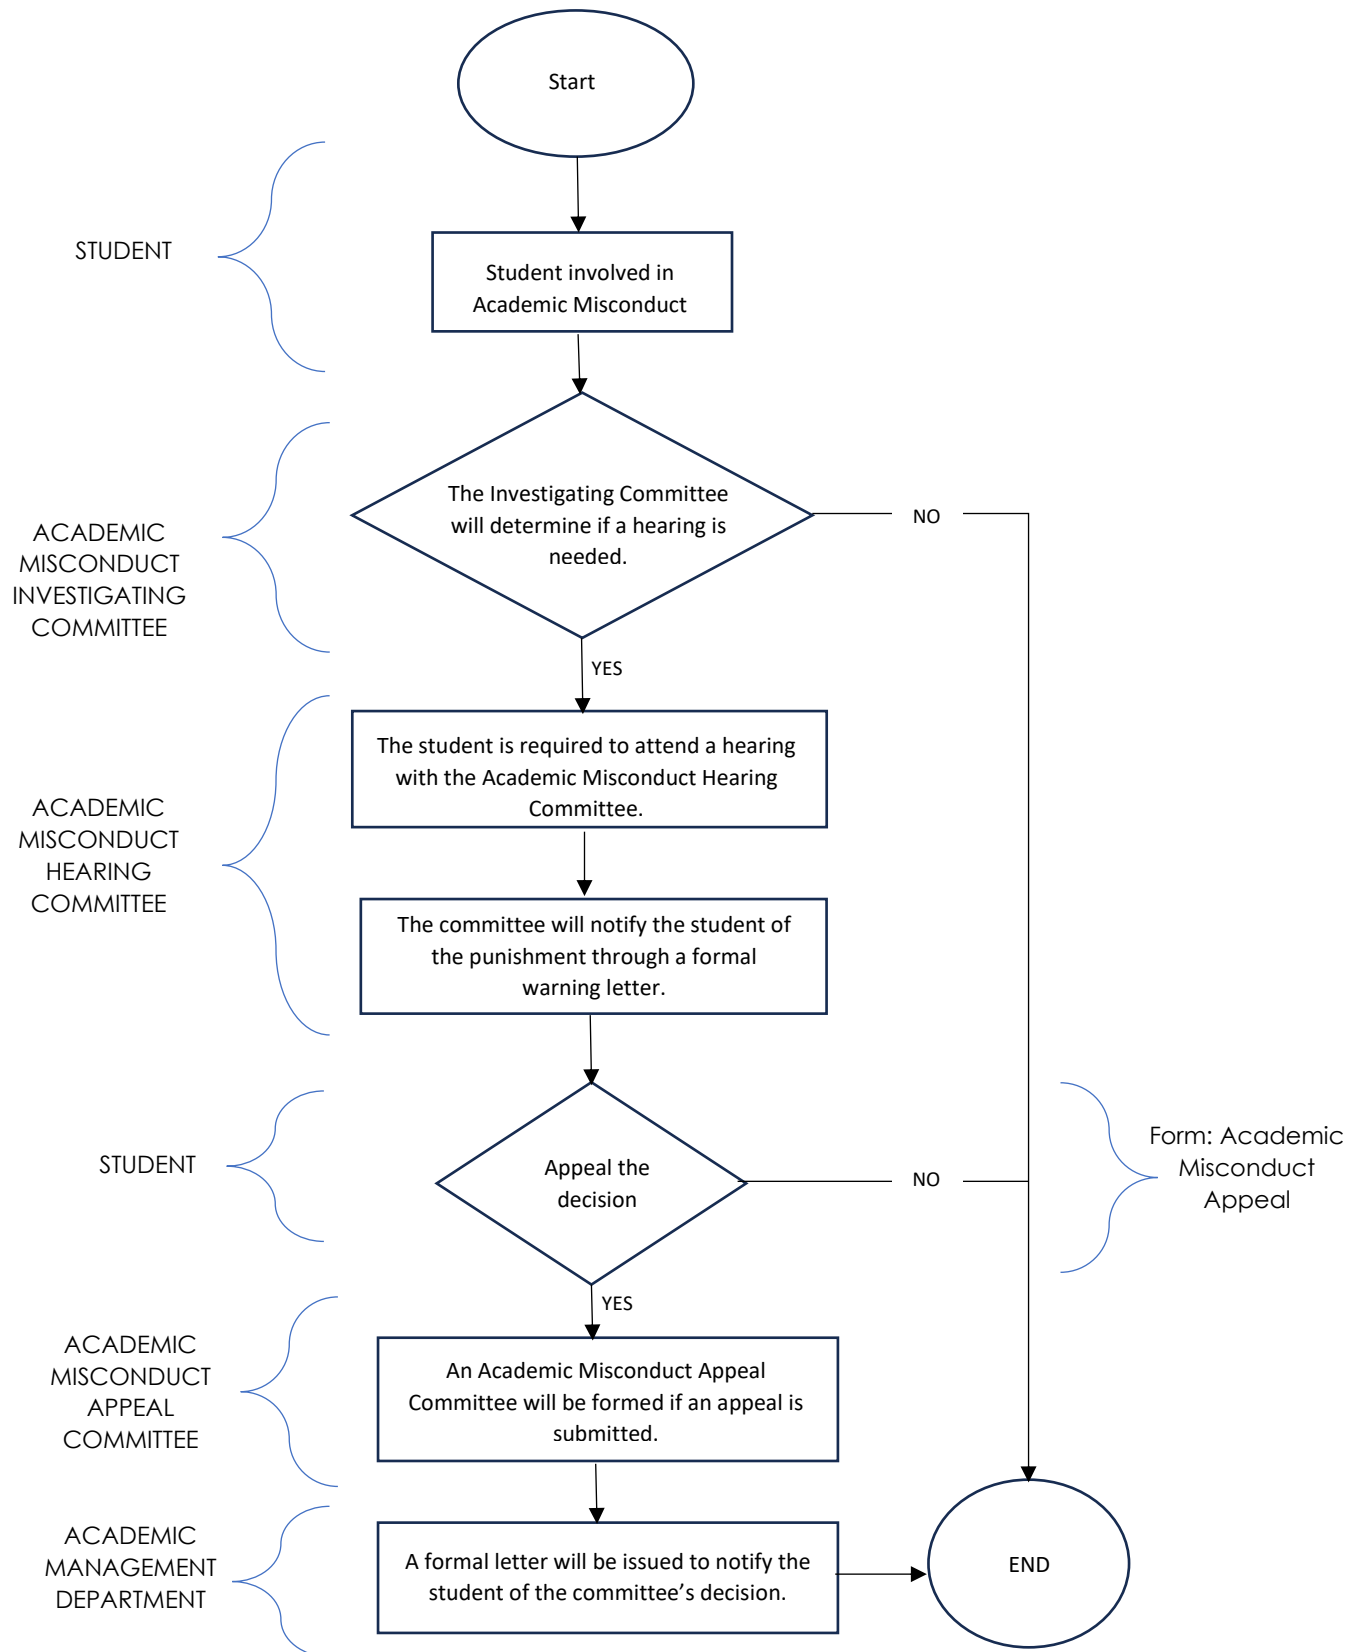 Start
STUDENT
Student involved in
Academic Misconduct
ACADEMIC
MISCONDUCT
INVESTIGATING
COMMITTEE
The Investigating Committee
will determine if a hearing is
needed.
NO
YES
ACADEMIC
MISCONDUCT
HEARING
COMMITTEE
The student is required to attend a hearing
with the Academic Misconduct Hearing
Committee.
The committee will notify the student of
the punishment through a formal
warning letter.
STUDENT
Appeal the
decision
NO
Form: Academic
Misconduct
Appeal
YES
ACADEMIC
MISCONDUCT
APPEAL
COMMITTEE
An Academic Misconduct Appeal
Committee will be formed if an appeal is
submitted.
ACADEMIC
MANAGEMENT
DEPARTMENT
A formal letter will be issued to notify the
student of the committee’s decision.
END